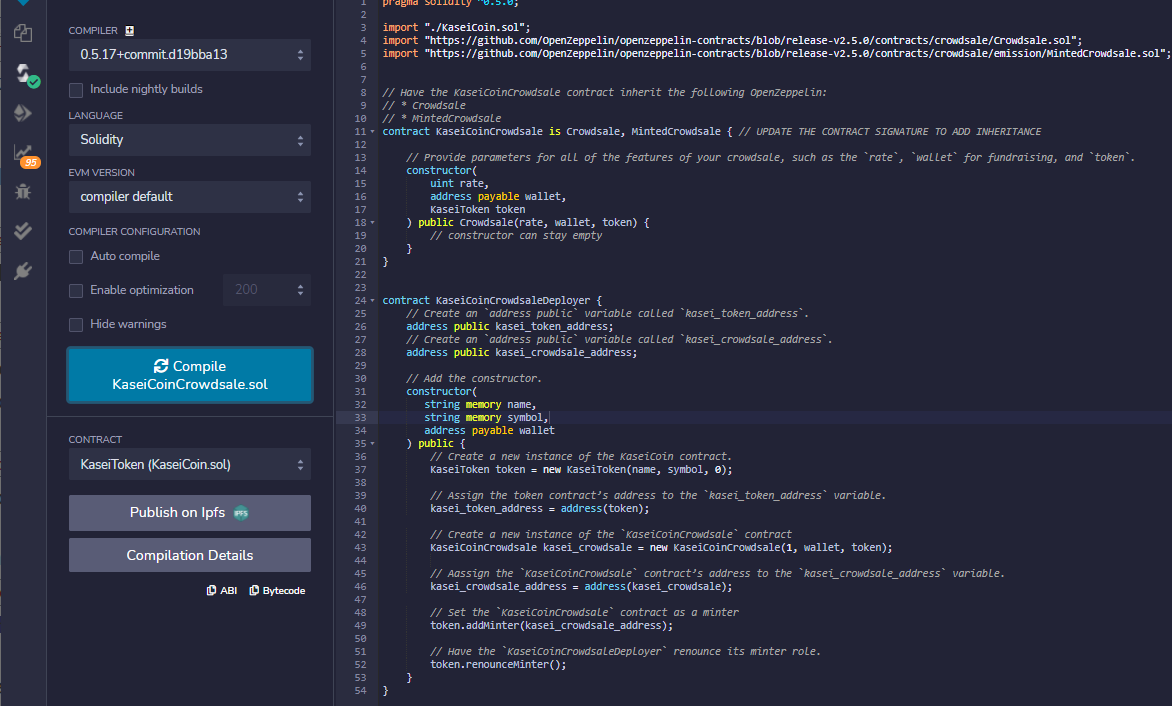 COMPILER
0.5.17+commit.d19bba13
Include nightly builds
LANGUAGE
Solidity
EVM VERSION
compiler default
COMPILER CONFIGURATION
Auto compile
Enable optimization
200
Hide warnings
Compile
KaseiCoinCrowdsale.sol
CONTRACT
KaseiToken (KaseiCoin.sol)
Publish on Ipfs IPFS
Compilation Details
ABI Bytecode
95
1 pragma solidity ^0.5.0;
2
3 import "./KaseiCoin.sol";
4 import "https://github.com/OpenZeppelin/openzeppelin-contracts/blob/release-v2.5.0/contracts/crowdsale/Crowdsale.sol";
5 import "https://github.com/OpenZeppelin/openzeppelin-contracts/blob/release-v2.5.0/contracts/crowdsale/emission/MintedCrowdsale.sol";
6
7
8 // Have the KaseiCoinCrowdsale contract inherit the following OpenZeppelin:
9 // * Crowdsale
10 // * MintedCrowdsale
11 contract KaseiCoinCrowdsale is Crowdsale, MintedCrowdsale { // UPDATE THE CONTRACT SIGNATURE TO ADD INHERITANCE
12
13 // Provide parameters for all of the features of your crowdsale, such as the `rate`, `wallet` for fundraising, and `token`.
14 constructor(
15 uint rate,
16 address payable wallet,
17 KaseiToken token
18 ) public Crowdsale(rate, wallet, token) {
19 // constructor can stay empty
20 }
21 }
22
23
24 contract KaseiCoinCrowdsaleDeployer {
25 // Create an `address public` variable called `kasei_token_address`.
26 address public kasei_token_address;
27 // Create an `address public` variable called `kasei_crowdsale_address`.
28 address public kasei_crowdsale_address;
29
30 // Add the constructor.
31 constructor(
32 string memory name,
33 string memory symbol,
34 address payable wallet
35 ) public {
36 // Create a new instance of the KaseiCoin contract.
37 KaseiToken token = new KaseiToken(name, symbol, 0);
38
39 // Assign the token contract's address to the `kasei_token_address` variable.
40 kasei_token_address = address(token);
41
42 // Create a new instance of the `KaseiCoinCrowdsale` contract
43 KaseiCoinCrowdsale kasei_crowdsale = new KaseiCoinCrowdsale(1, wallet, token);
44
45 // Aassign the `KaseiCoinCrowdsale` contract's address to the `kasei_crowdsale_address` variable.
46 kasei_crowdsale_address = address(kasei_crowdsale);
47
48 // Set the `KaseiCoinCrowdsale` contract as a minter
49 token.addMinter(kasei_crowdsale_address);
50
51 // Have the `KaseiCoinCrowdsaleDeployer` renounce its minter role.
52 token.renounceMinter();
53 }
54 }